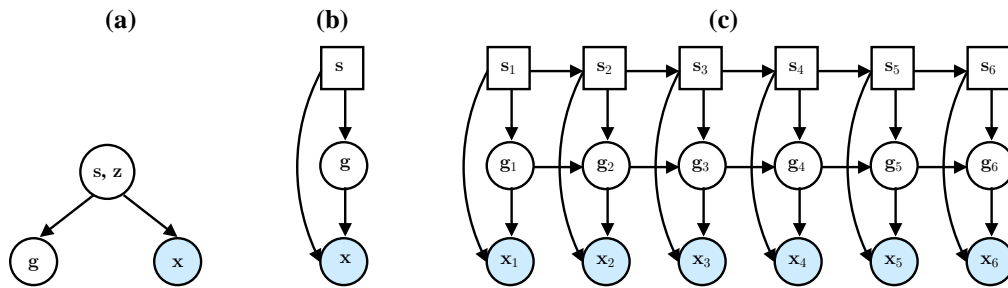 (a) (b) (c)
s s₁ s₂ s₃ s₄ s₅ s₆
s, z g g₁ g₂ g₃ g₄ g₅ g₆
g x x x₁ x₂ x₃ x₄ x₅ x₆